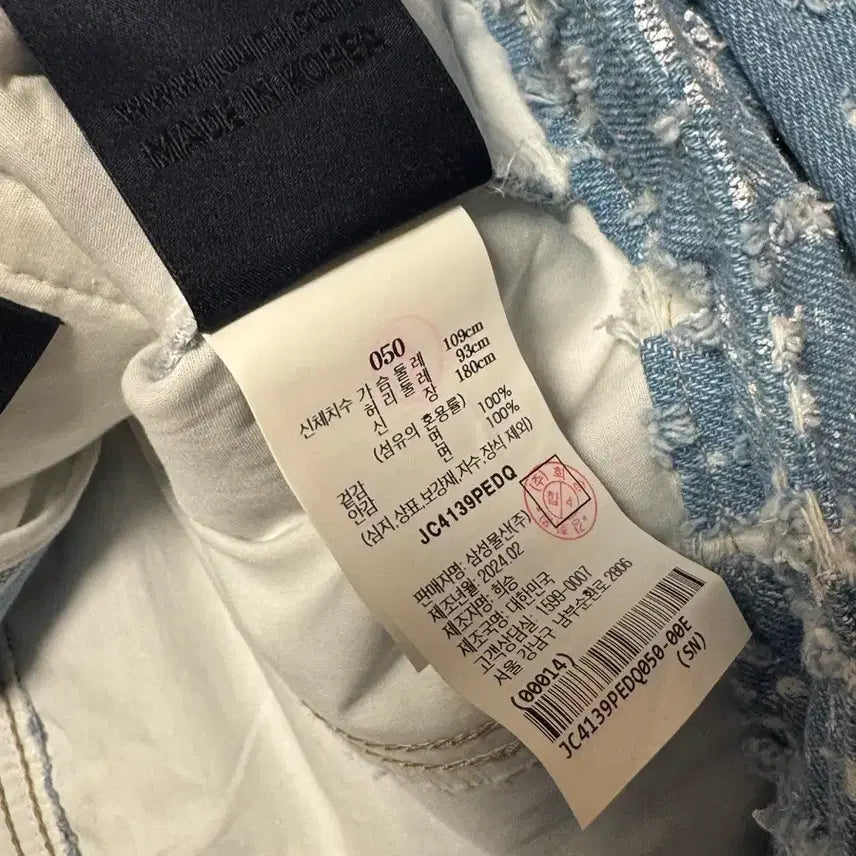 www.juunj.com
MADE IN KOREA
050
신체치수 가슴둘레 109cm
허리둘레 93cm
신장 180cm
(섬유의 혼용률)
겉감 면 100%
안감 면 100%
(심지,상표,보강재,자수,장식 제외)
JC4139PEDQ
판매자명: 삼성물산(주)
제조년월: 2024.02
제조자명: 희승
제조국명: 대한민국
고객상담실: 1599-0007
서울 강남구 남부순환로 2806
(00014)
JC4139PEDQ050-00E
(SN)